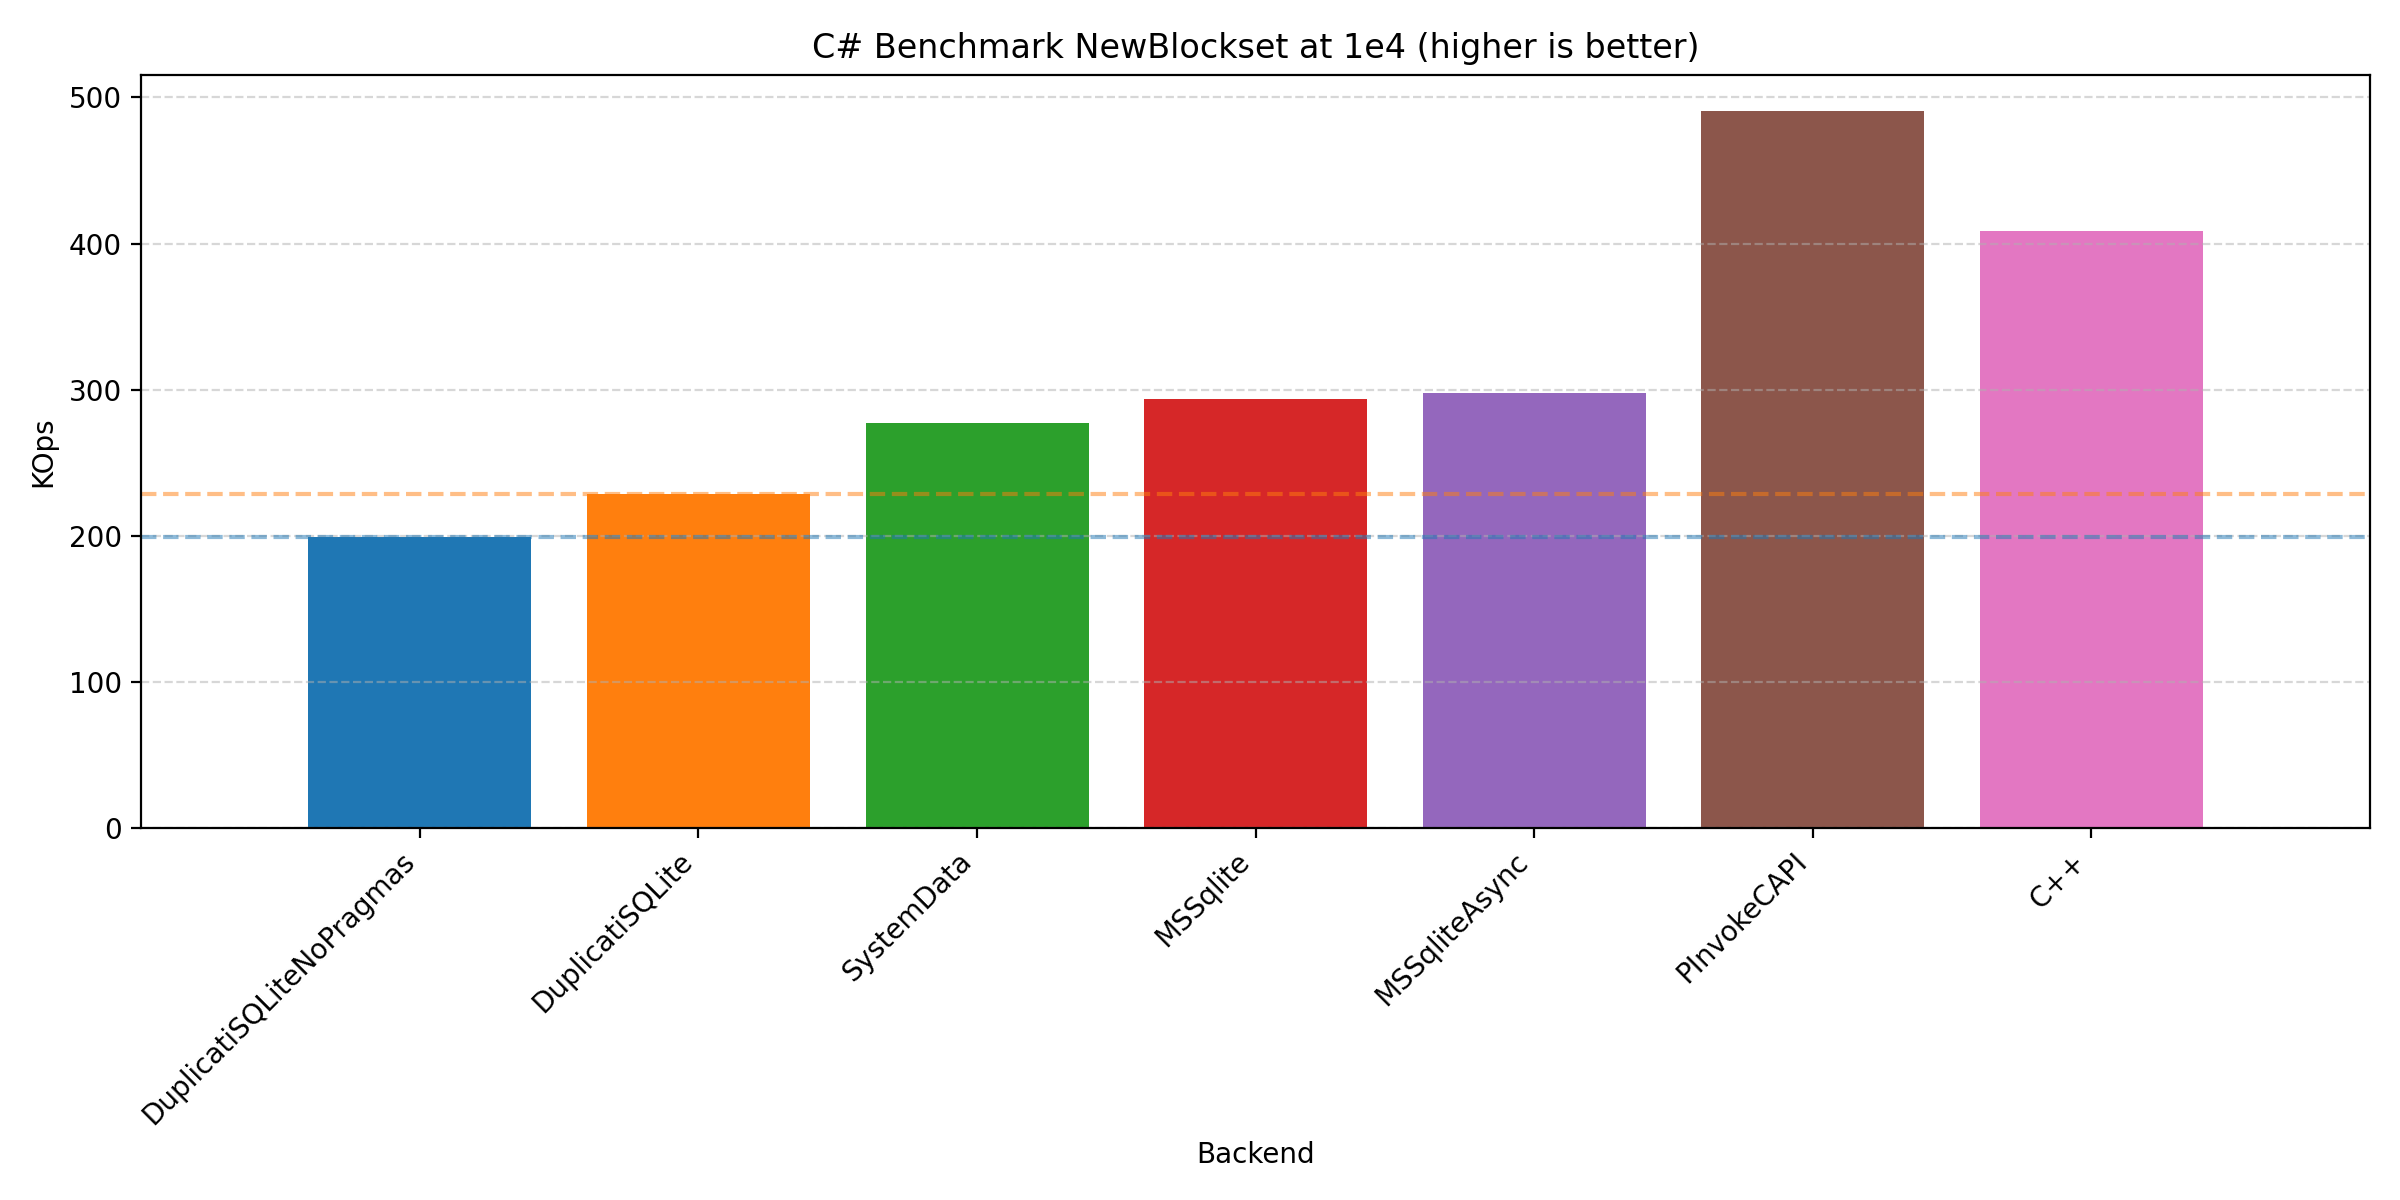 C# Benchmark NewBlockset at 1e4 (higher is better)
500
400
300
200
100
0
KOps
DuplicatiSQLiteNoPragmas
DuplicatiSQLite
SystemData
MSSqlite
MSSqliteAsync
PInvokeCAPI
C++
Backend